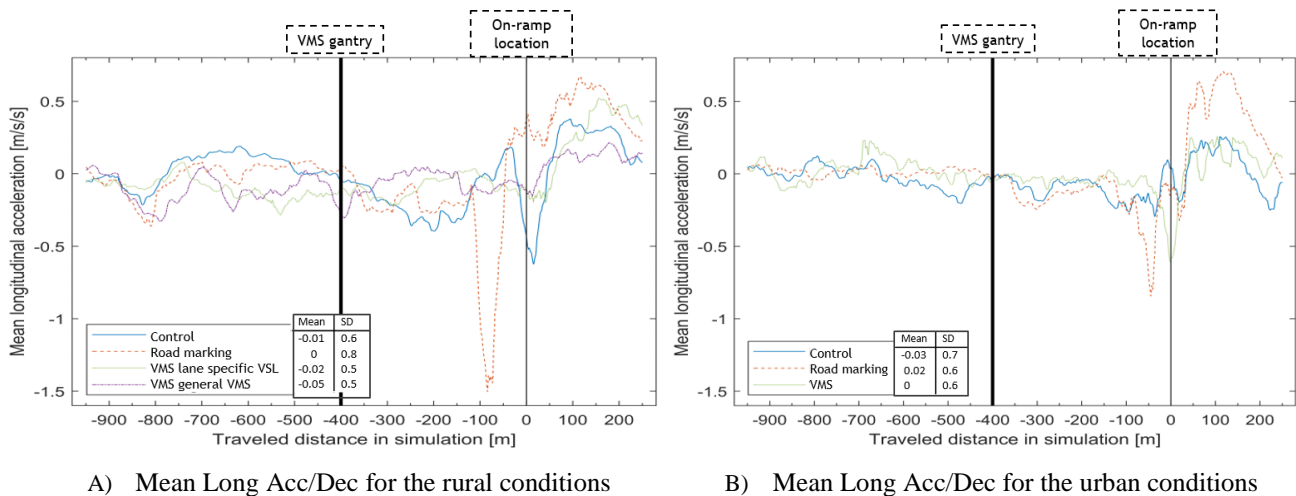 VMS gantry
On-ramp
location
Mean longitudinal acceleration [m/s/s]
0.5
0
-0.5
-1
-1.5
Control
Road marking
VMS lane specific VSL
VMS general VMS
Mean SD
-0.01 0.6
0 0.8
-0.02 0.5
-0.05 0.5
-900 -800 -700 -600 -500 -400 -300 -200 -100 0 100 200
Traveled distance in simulation [m]
A) Mean Long Acc/Dec for the rural conditions
VMS gantry
On-ramp
location
Mean longitudinal acceleration [m/s/s]
0.5
0
-0.5
-1
-1.5
Control
Road marking
VMS
Mean SD
-0.03 0.7
0.02 0.6
0 0.6
-900 -800 -700 -600 -500 -400 -300 -200 -100 0 100 200
Traveled distance in simulation [m]
B) Mean Long Acc/Dec for the urban conditions